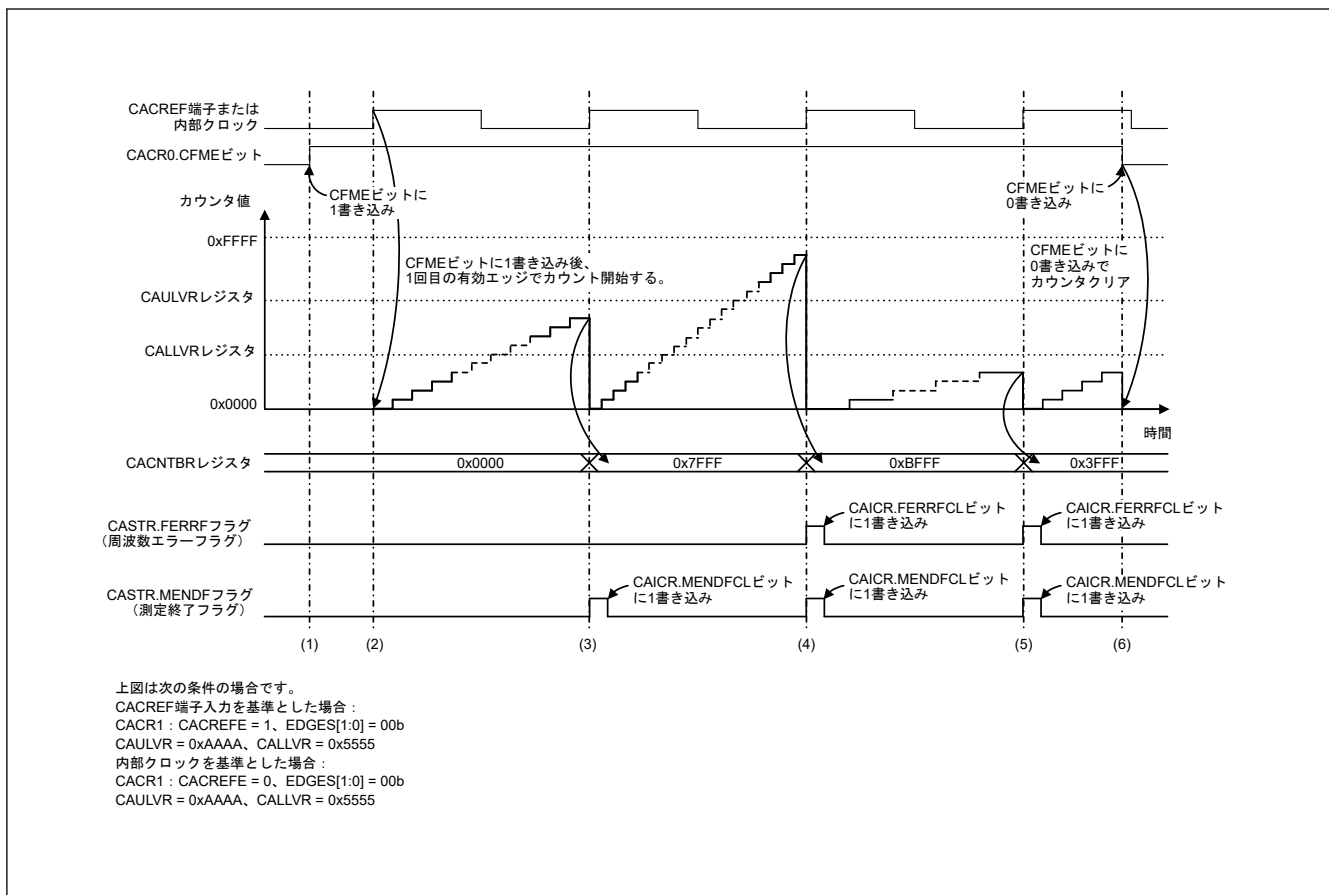 CACREF端子または
内部クロック
CACR0.CFMEビット
CFMEビットに
1書き込み
CFMEビットに
0書き込み
カウンタ値
0xFFFF
CFMEビットに1書き込み後、
1回目の有効エッジでカウント開始する。
CFMEビットに
0書き込みで
カウンタクリア
CAULVRレジスタ
CALLVRレジスタ
0x0000
時間
CACNTBRレジスタ
0x0000
0x7FFF
0xBFFF
0x3FFF
CASTR.FERRFフラグ
（周波数エラーフラグ）
CAICR.FERRFCLビット
に1書き込み
CAICR.FERRFCLビット
に1書き込み
CASTR.MENDFフラグ
（測定終了フラグ）
CAICR.MENDFCLビット
に1書き込み
CAICR.MENDFCLビット
に1書き込み
CAICR.MENDFCLビット
に1書き込み
(1)
(2)
(3)
(4)
(5)
(6)
上図は次の条件の場合です。
CACREF端子入力を基準とした場合：
CACR1：CACREFE = 1、EDGES[1:0] = 00b
CAULVR = 0xAAAA、CALLVR = 0x5555
内部クロックを基準とした場合：
CACR1：CACREFE = 0、EDGES[1:0] = 00b
CAULVR = 0xAAAA、CALLVR = 0x5555